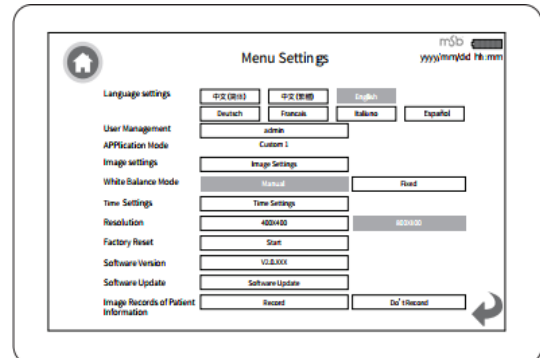 mSb
Menu Settings
yyyy/mm/dd hh:mm
Language settings 中文(简体) 中文(繁體) English
Deutsch Francais Italiano Español
User Management admin
APPlication Mode Custom 1
Image settings Image Settings
White Balance Mode Manual Fixed
Time Settings Time Settings
Resolution 400X400 800X800
Factory Reset Start
Software Version V2.0.XXX
Software Update Software Update
Image Records of Patient Record Do'tRecord
Information